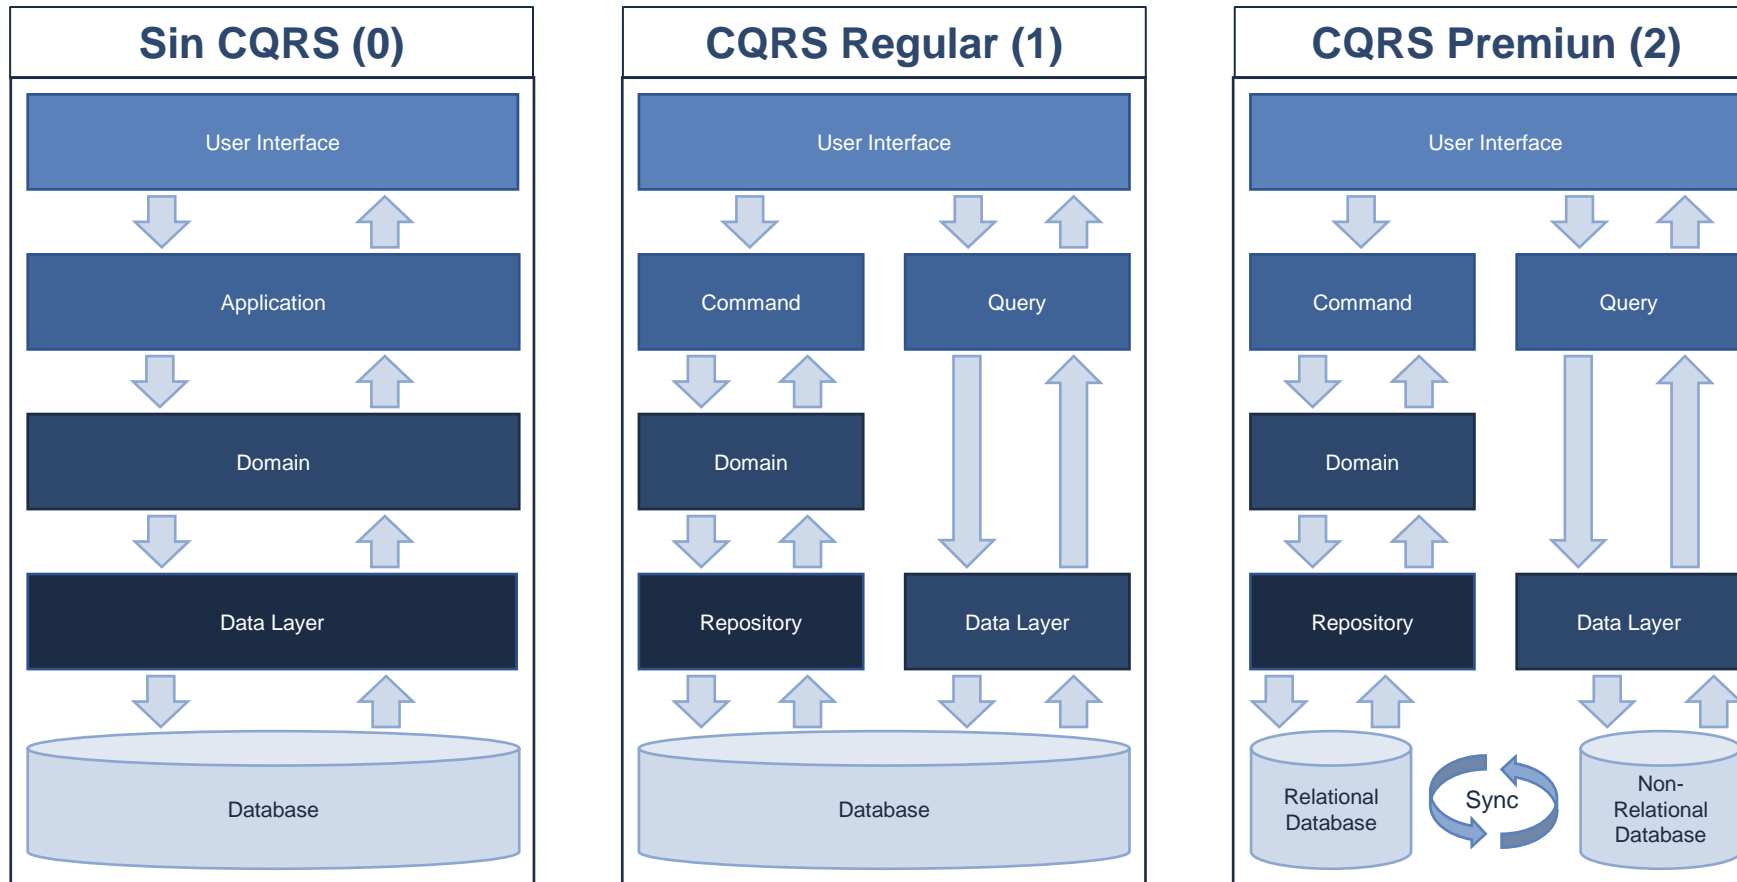 Sin CQRS (0)
User Interface
Application
Domain
Data Layer
Database
CQRS Regular (1)
User Interface
Command
Query
Domain
Repository
Data Layer
Database
CQRS Premiun (2)
User Interface
Command
Query
Domain
Repository
Data Layer
Relational
Database
Sync
Non-
Relational
Database